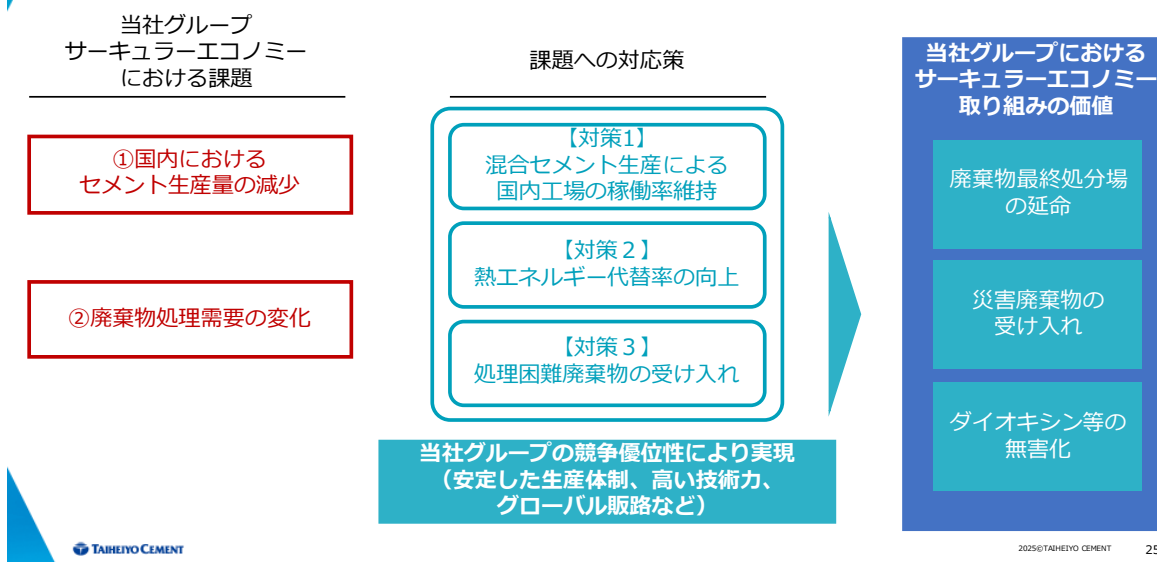 当社グループ
サーキュラーエコノミー
における課題
①国内における
セメント生産量の減少
②廃棄物処理需要の変化
課題への対応策
【対策1】
混合セメント生産による
国内工場の稼働率維持
【対策２】
熱エネルギー代替率の向上
【対策３】
処理困難廃棄物の受け入れ
当社グループの競争優位性により実現
（安定した生産体制、高い技術力、
グローバル販路など）
当社グループにおける
サーキュラーエコノミー
取り組みの価値
廃棄物最終処分場
の延命
災害廃棄物の
受け入れ
ダイオキシン等の
無害化
TAIHEIYO CEMENT
2025©TAIHEIYO CEMENT
25